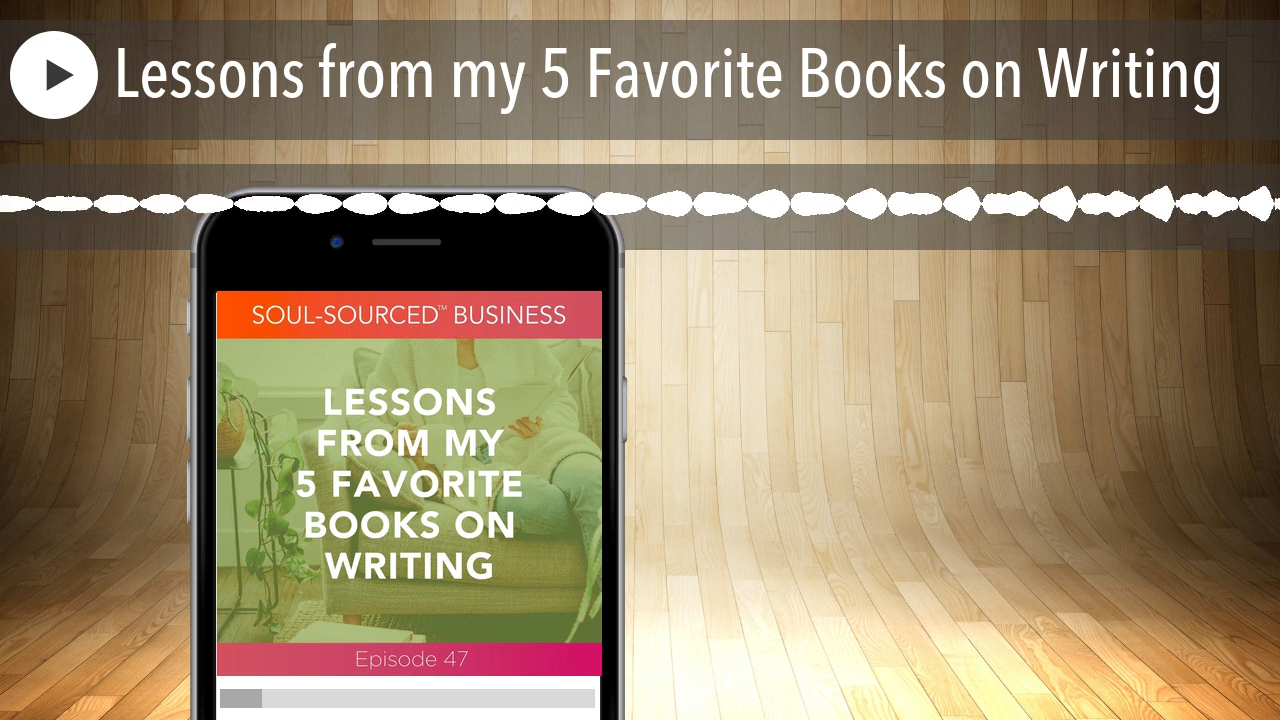 Lessons from my 5 Favorite Books on Writing
SOUL-SOURCED™ BUSINESS
LESSONS
FROM MY
5 FAVORITE
BOOKS ON
WRITING
Episode 47